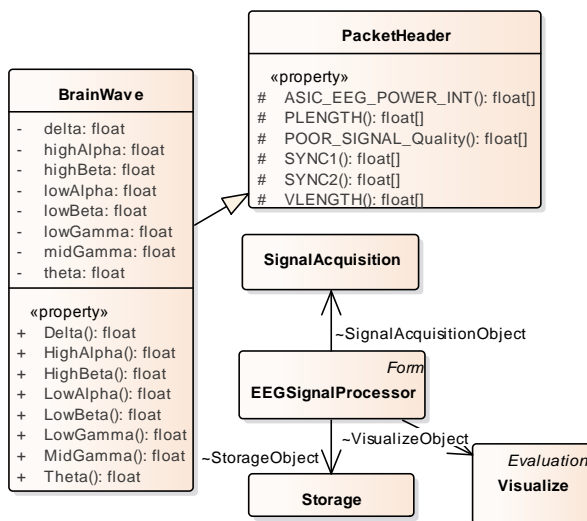 PacketHeader
«property»
# ASIC_EEG_POWER_INT(): float[]
# PLENGTH(): float[]
# POOR_SIGNAL_Quality(): float[]
# SYNC1(): float[]
# SYNC2(): float[]
# VLENGTH(): float[]
BrainWave
- delta: float
- highAlpha: float
- highBeta: float
- lowAlpha: float
- lowBeta: float
- lowGamma: float
- midGamma: float
- theta: float
«property»
+ Delta(): float
+ HighAlpha(): float
+ HighBeta(): float
+ LowAlpha(): float
+ LowBeta(): float
+ LowGamma(): float
+ MidGamma(): float
+ Theta(): float
SignalAcquisition
~SignalAcquisitionObject
Form
EEGSignalProcessor
~VisualizeObject
~StorageObject
Evaluation
Visualize
Storage